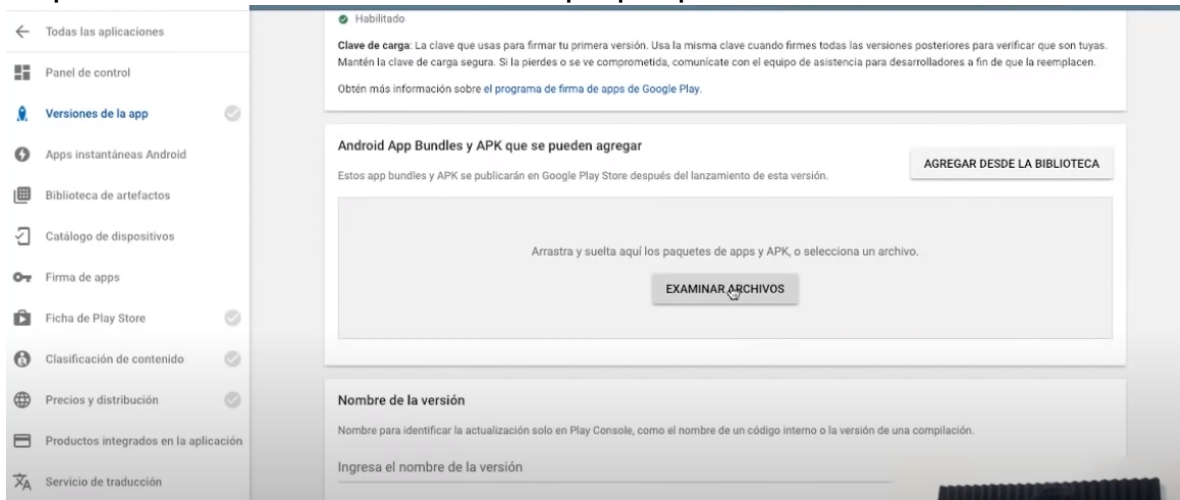 Todas las aplicaciones
Panel de control
Versiones de la app
Apps instantáneas Android
Biblioteca de artefactos
Catálogo de dispositivos
Firma de apps
Ficha de Play Store
Clasificación de contenido
Precios y distribución
Productos integrados en la aplicación
Servicio de traducción
Habilitado
Clave de carga: La clave que usas para firmar tu primera versión. Usa la misma clave cuando firmes todas las versiones posteriores para verificar que son tuyas.
Mantén la clave de carga segura. Si la pierdes o se ve comprometida, comunícate con el equipo de asistencia para desarrolladores a fin de que la reemplacen.
Obtén más información sobre el programa de firma de apps de Google Play.
Android App Bundles y APK que se pueden agregar
AGREGAR DESDE LA BIBLIOTECA
Estos app bundles y APK se publicarán en Google Play Store después del lanzamiento de esta versión.
Arrastra y suelta aquí los paquetes de apps y APK, o selecciona un archivo.
EXAMINAR ARCHIVOS
Nombre de la versión
Nombre para identificar la actualización solo en Play Console, como el nombre de un código interno o la versión de una compilación.
Ingresa el nombre de la versión